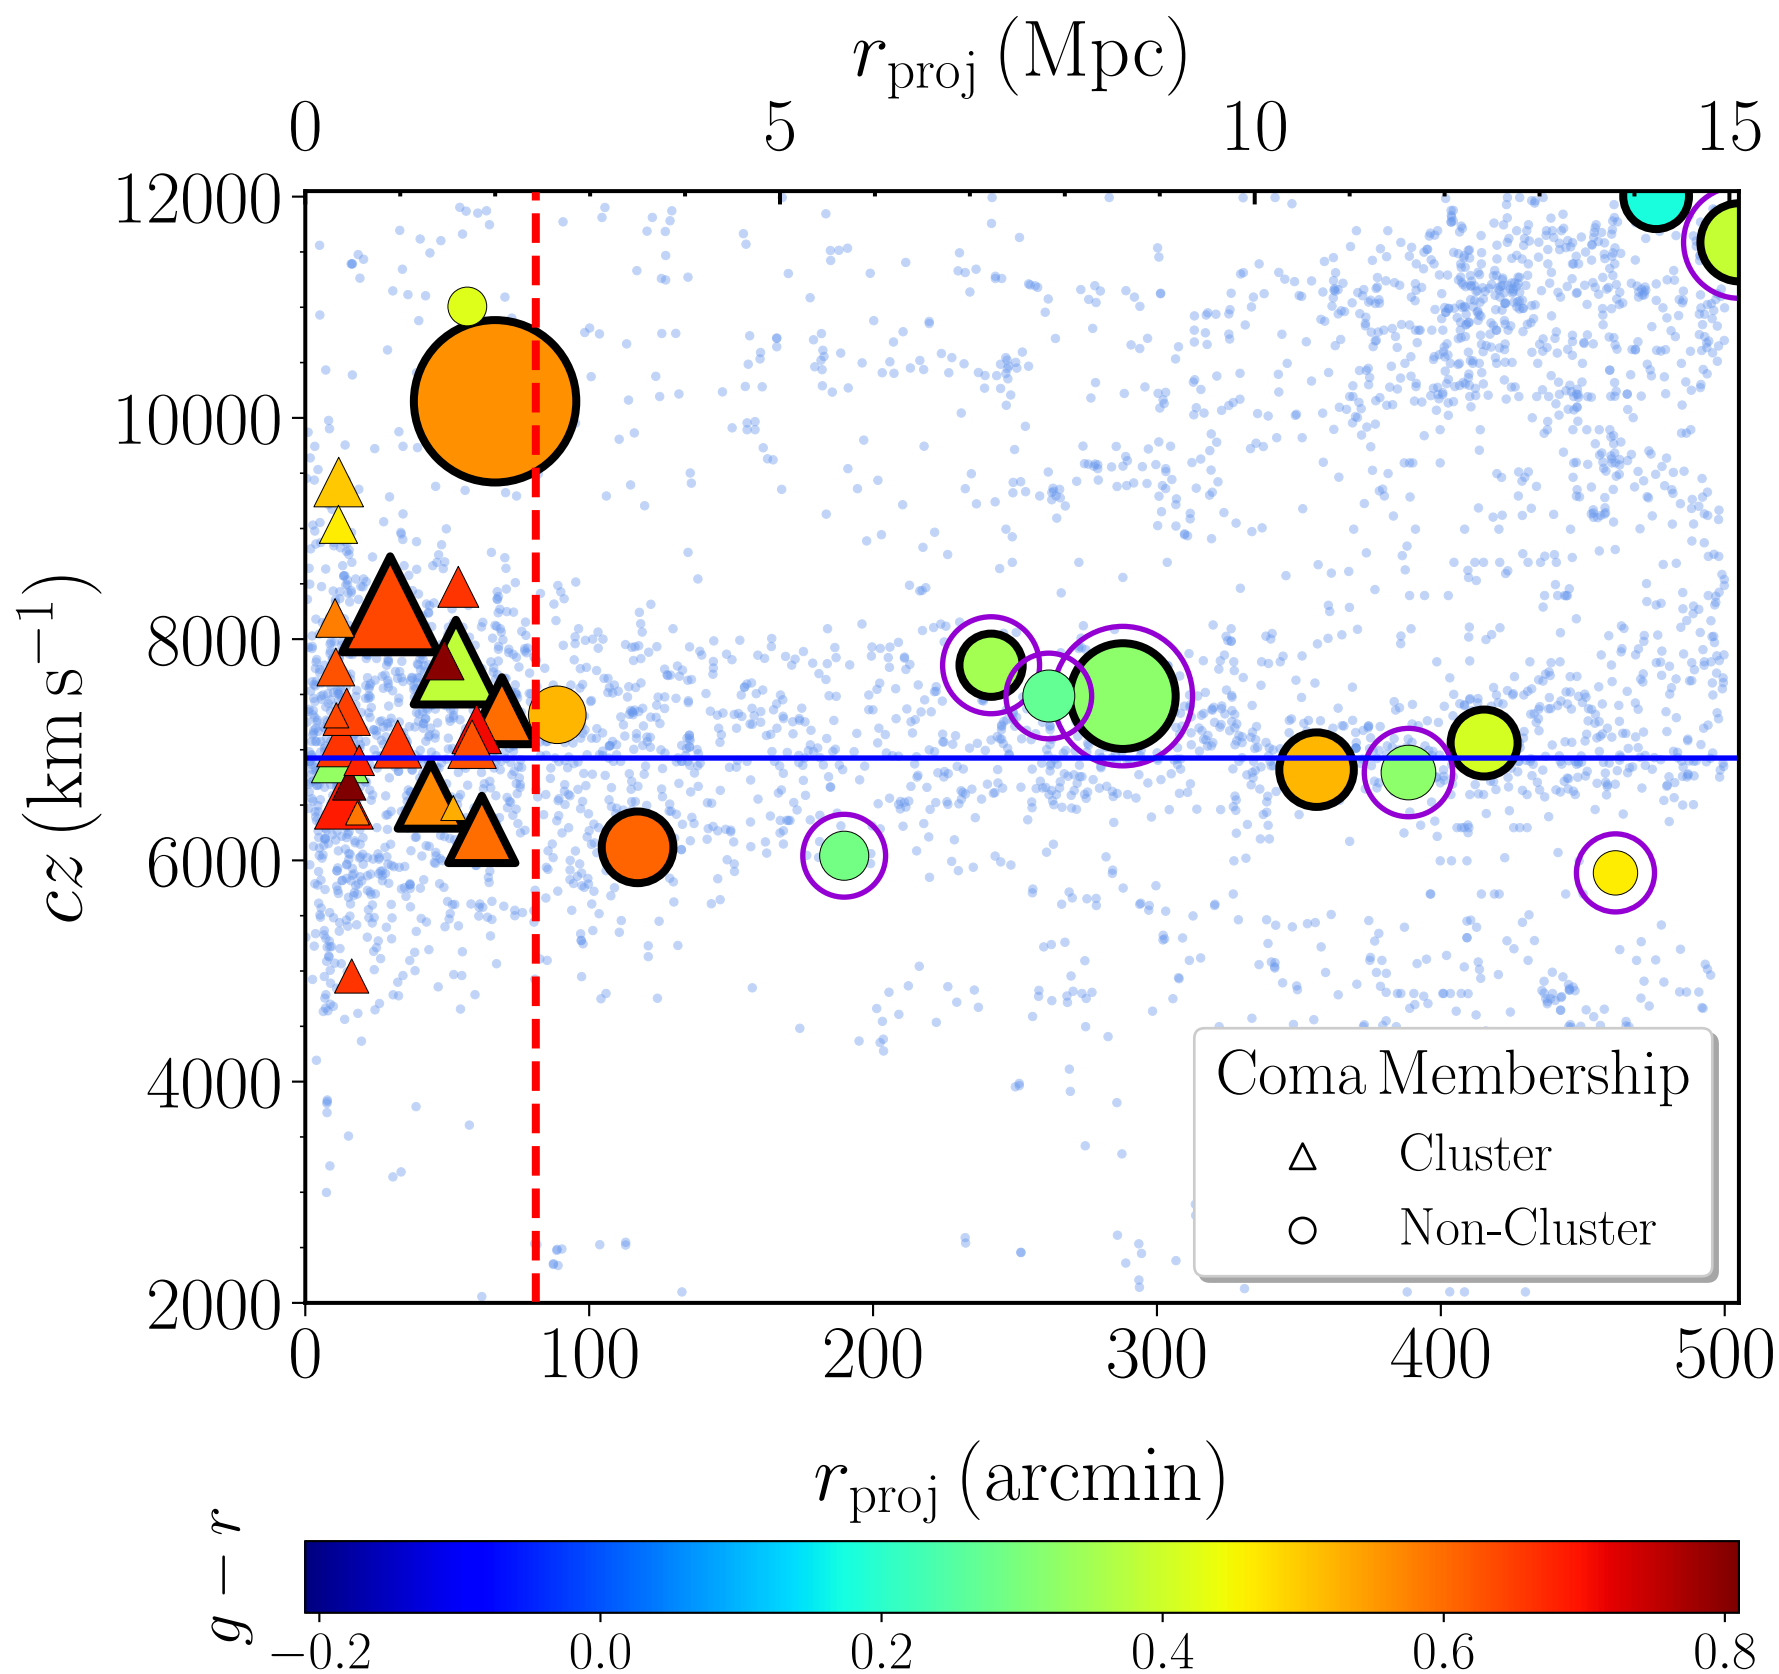 r_proj (Mpc)
0 5 10 15
12000
10000
8000
6000
4000
2000
cz (km s⁻¹)
Coma Membership
Cluster
Non-Cluster
0 100 200 300 400 500
r_proj (arcmin)
g − r
−0.2 0.0 0.2 0.4 0.6 0.8